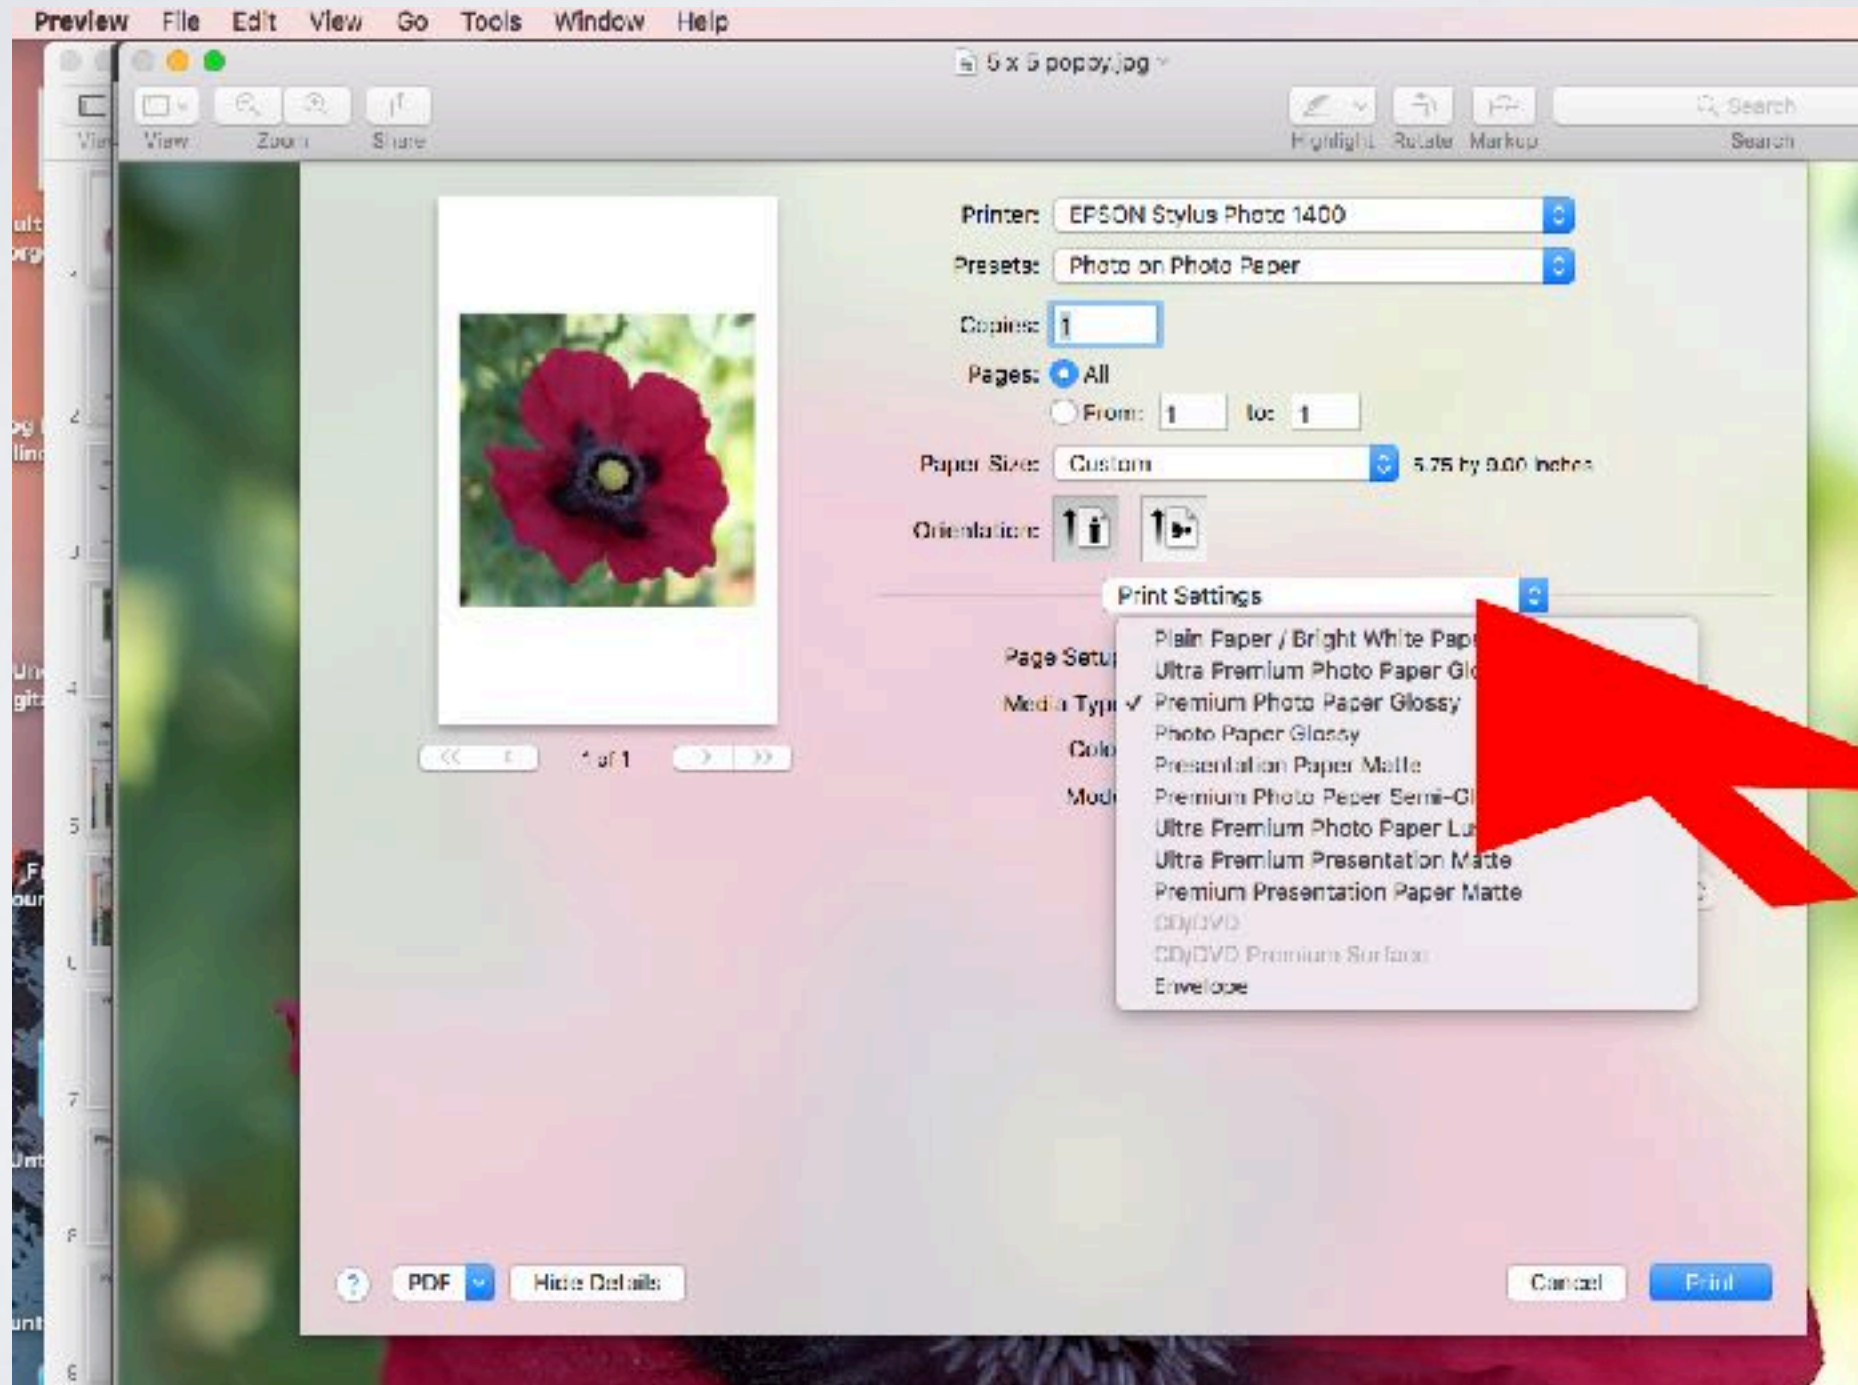 Preview File Edit View Go Tools Window Help
5 x 5 poppy.jpg
View Zoom Share
Highlight Rotate Markup
Search
Search
Printer: EPSON Stylus Photo 1400
Presets: Photo on Photo Paper
Copies: 1
Pages: All
From: 1 to: 1
Paper Size: Custom 5.75 by 9.00 inches
Orientation:
Print Settings
Page Setu
Media Typ
Colo
Mod
Plain Paper / Bright White Pap
Ultra Premium Photo Paper Glo
✓ Premium Photo Paper Glossy
Photo Paper Glossy
Presentation Paper Matte
Premium Photo Paper Semi-Gl
Ultra Premium Photo Paper Lus
Ultra Premium Presentation Matte
Premium Presentation Paper Matte
CD/DVD
CD/DVD Premium Surface
Envelope
1 of 1
? PDF Hide Details
Cancel Print